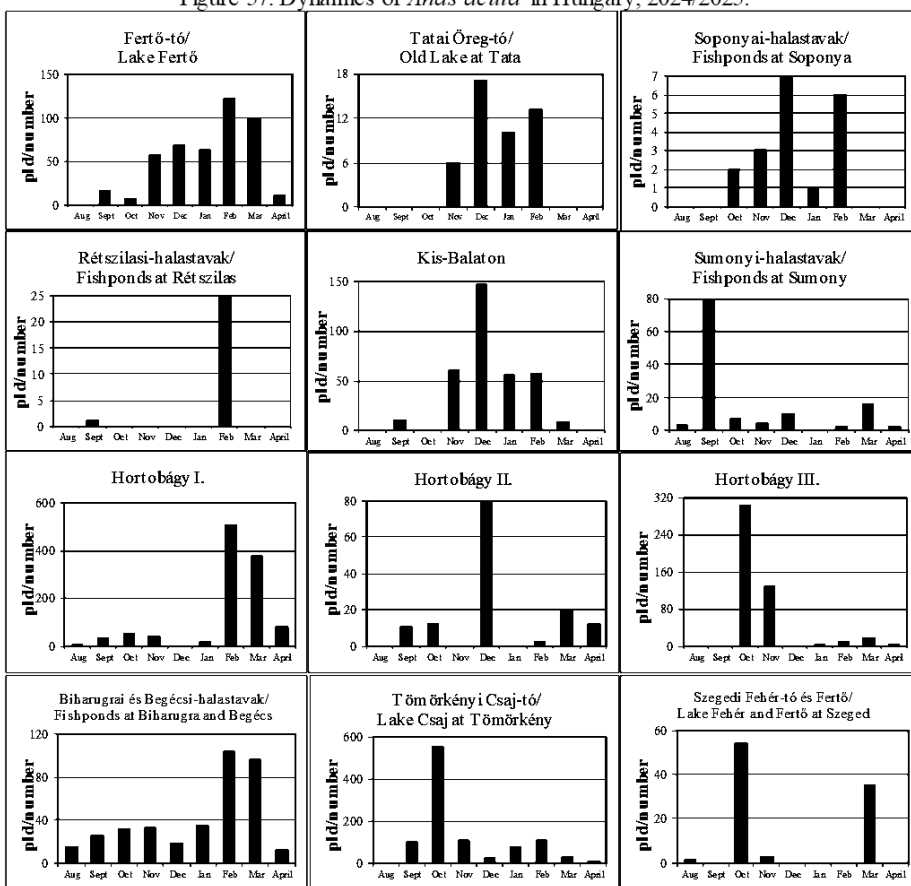 Figure 57. Dynamics of Anas acuta in Hungary, 2024/2025.
Fertő-tó/
Lake Fertő
pld/number
150
100
50
0
Aug Sept Oct Nov Dec Jan Feb Mar April
Tatai Öreg-tó/
Old Lake at Tata
pld/number
18
12
6
0
Aug Sept Oct Nov Dec Jan Feb Mar April
Soponyai-halastavak/
Fishponds at Soponya
pld/number
7
6
5
4
3
2
1
0
Aug Sept Oct Nov Dec Jan Feb Mar April
Rétszilasi-halastavak/
Fishponds at Rétszilas
pld/number
25
20
15
10
5
0
Aug Sept Oct Nov Dec Jan Feb Mar April
Kis-Balaton
pld/number
150
100
50
0
Aug Sept Oct Nov Dec Jan Feb Mar April
Sumonyi-halastavak/
Fishponds at Sumony
pld/number
80
60
40
20
0
Aug Sept Oct Nov Dec Jan Feb Mar April
Hortobágy I.
pld/number
600
400
200
0
Aug Sept Oct Nov Dec Jan Feb Mar April
Hortobágy II.
pld/number
80
60
40
20
0
Aug Sept Oct Nov Dec Jan Feb Mar April
Hortobágy III.
pld/number
320
240
160
80
0
Aug Sept Oct Nov Dec Jan Feb Mar April
Biharugrai és Begécsi-halastavak/
Fishponds at Biharugra and Begécs
pld/number
120
80
40
0
Aug Sept Oct Nov Dec Jan Feb Mar April
Tömörkényi Csaj-tó/
Lake Csaj at Tömörkény
pld/number
600
400
200
0
Aug Sept Oct Nov Dec Jan Feb Mar April
Szegedi Fehér-tó és Fertő/
Lake Fehér and Fertő at Szeged
pld/number
60
40
20
0
Aug Sept Oct Nov Dec Jan Feb Mar April